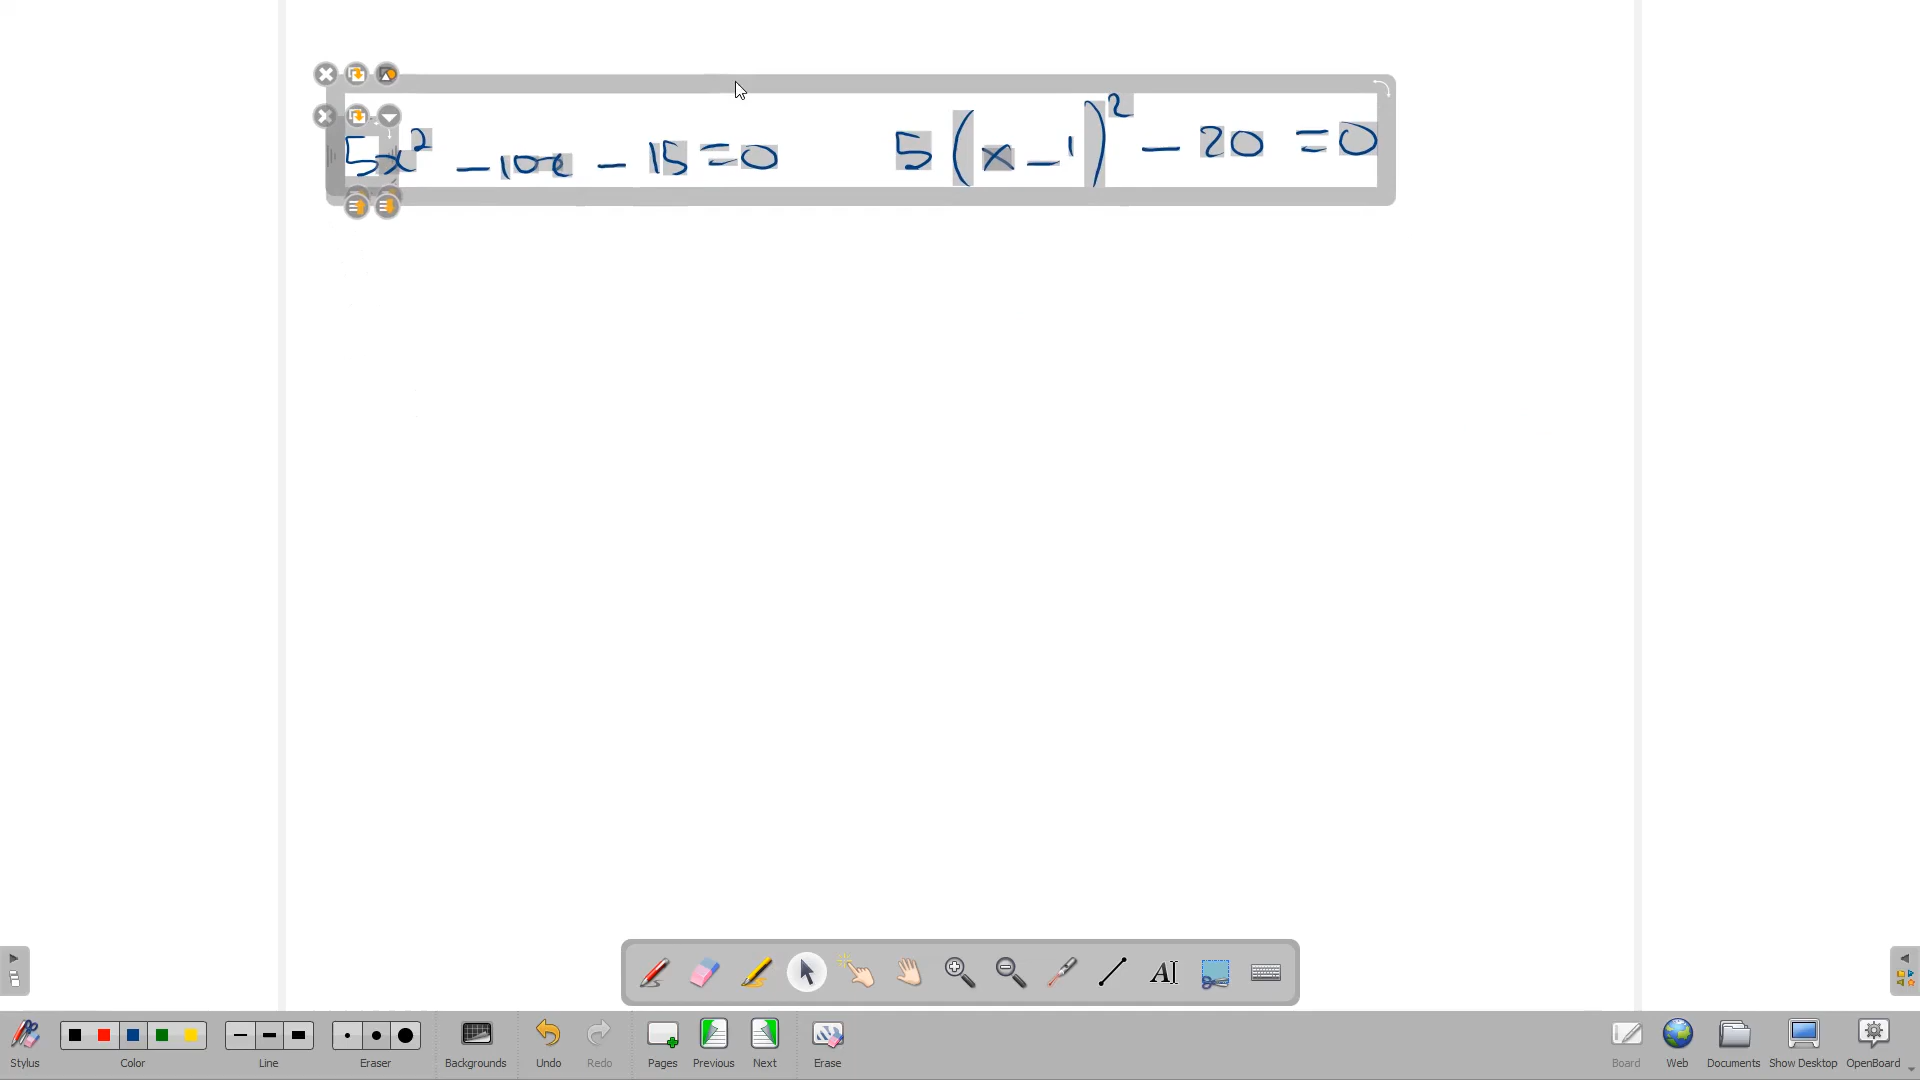 5x² - 10x - 15 = 0    5(x - 1)² - 20 = 0
AI
Stylus Color Line Eraser Backgrounds Undo Redo Pages Previous Next Erase Board Web Documents Show Desktop OpenBoard